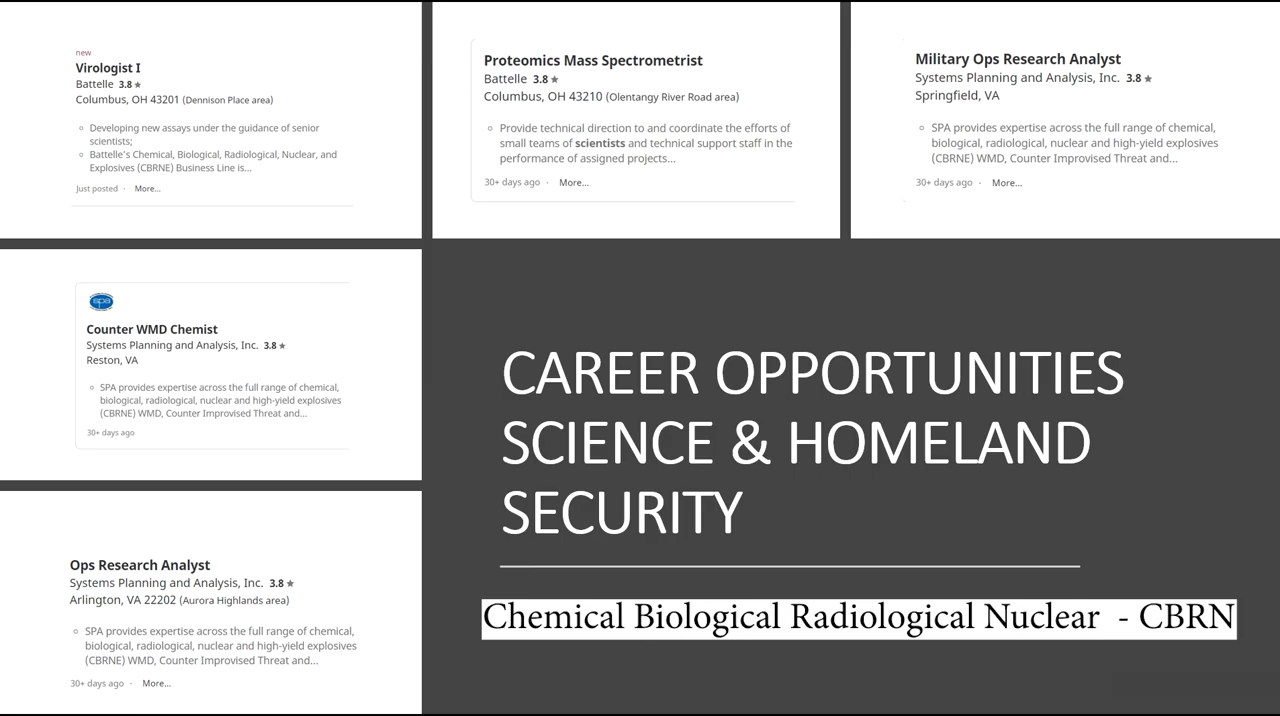 new
Virologist I
Battelle 3.8 ★
Columbus, OH 43201 (Dennison Place area)
Developing new assays under the guidance of senior
scientists;
Battelle's Chemical, Biological, Radiological, Nuclear, and
Explosives (CBRNE) Business Line is...
Just posted · More...
Proteomics Mass Spectrometrist
Battelle 3.8 ★
Columbus, OH 43210 (Olentangy River Road area)
Provide technical direction to and coordinate the efforts of
small teams of scientists and technical support staff in the
performance of assigned projects...
30+ days ago · More...
Military Ops Research Analyst
Systems Planning and Analysis, Inc. 3.8 ★
Springfield, VA
SPA provides expertise across the full range of chemical,
biological, radiological, nuclear and high-yield explosives
(CBRNE) WMD, Counter Improvised Threat and...
30+ days ago · More...
spa
Counter WMD Chemist
Systems Planning and Analysis, Inc. 3.8 ★
Reston, VA
SPA provides expertise across the full range of chemical,
biological, radiological, nuclear and high-yield explosives
(CBRNE) WMD, Counter Improvised Threat and...
30+ days ago
Ops Research Analyst
Systems Planning and Analysis, Inc. 3.8 ★
Arlington, VA 22202 (Aurora Highlands area)
SPA provides expertise across the full range of chemical,
biological, radiological, nuclear and high-yield explosives
(CBRNE) WMD, Counter Improvised Threat and...
30+ days ago · More...
CAREER OPPORTUNITIES
SCIENCE & HOMELAND
SECURITY
Chemical Biological Radiological Nuclear - CBRN